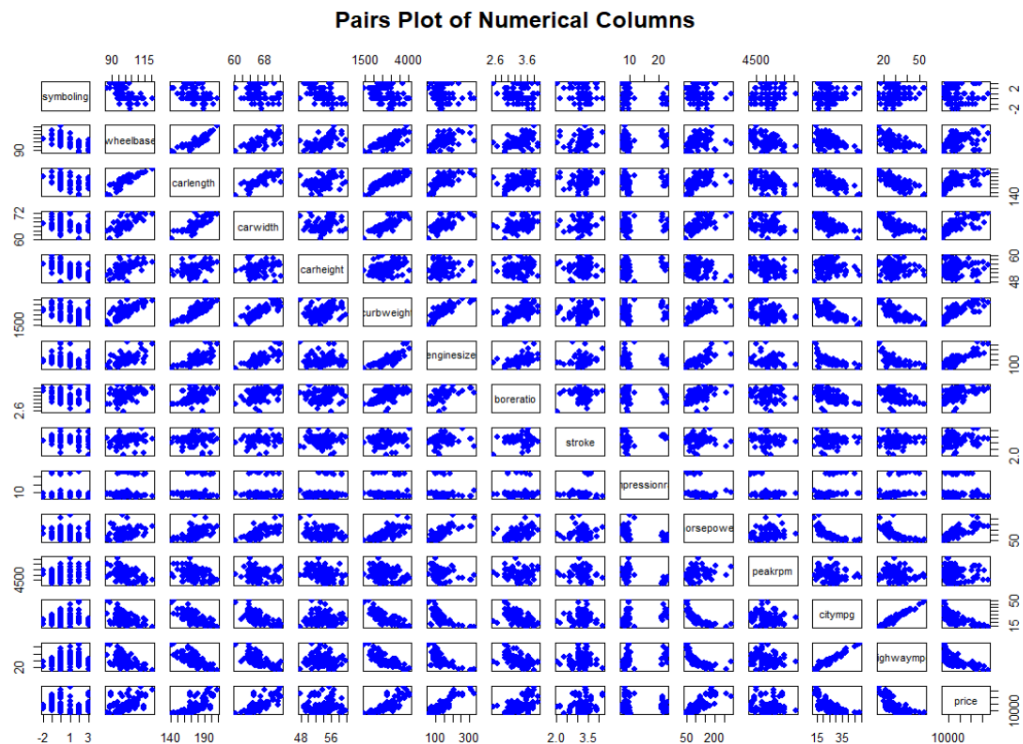 Pairs Plot of Numerical Columns
90 115 60 68 1500 4000 2.6 3.6 10 20 4500 20 50
symboling -2 2
90 wheelbase
carlength 140
60 72 carwidth
carheight 48 60
1500 curbweight
enginesize 100
2.6 boreratio
stroke 2.0
10 npressionr
50 orsepowe
4500 peakrpm
citympg 15 50
20 ighwaymp
price 10000
-2 1 3 140 190 48 56 100 300 2.0 3.5 50 200 15 35 10000